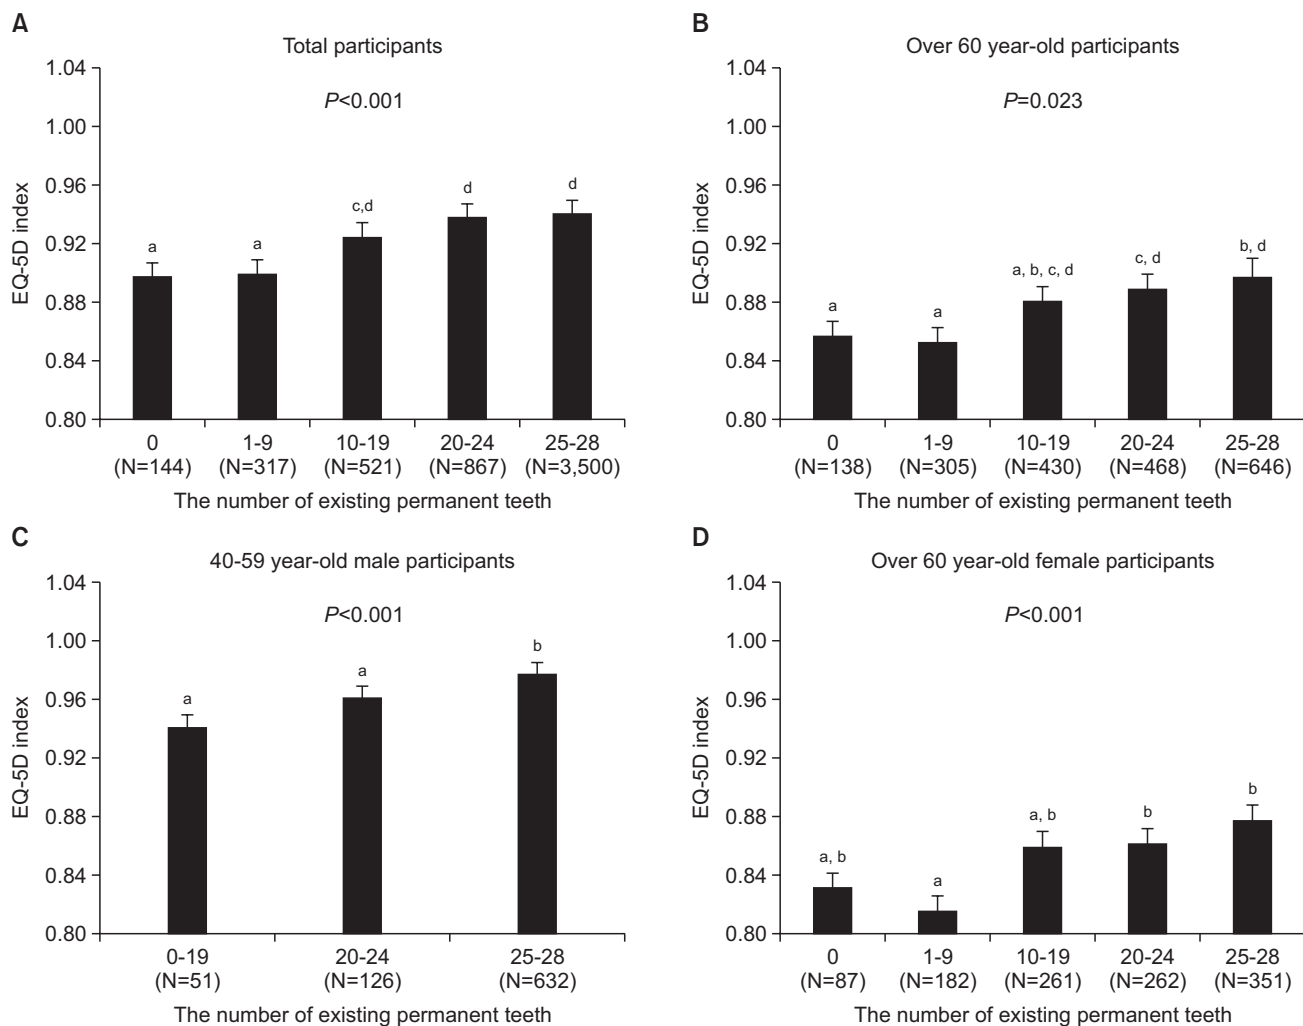 A
Total participants
P<0.001
1.04
1.00
0.96
0.92
0.88
0.84
0.80
EQ-5D index
a
a
c,d
d
d
0
1-9
10-19
20-24
25-28
(N=144)
(N=317)
(N=521)
(N=867)
(N=3,500)
The number of existing permanent teeth
B
Over 60 year-old participants
P=0.023
1.04
1.00
0.96
0.92
0.88
0.84
0.80
EQ-5D index
a
a
a, b, c, d
c, d
b, d
0
1-9
10-19
20-24
25-28
(N=138)
(N=305)
(N=430)
(N=468)
(N=646)
The number of existing permanent teeth
C
40-59 year-old male participants
P<0.001
1.04
1.00
0.96
0.92
0.88
0.84
0.80
EQ-5D index
a
a
b
0-19
20-24
25-28
(N=51)
(N=126)
(N=632)
The number of existing permanent teeth
D
Over 60 year-old female participants
P<0.001
1.04
1.00
0.96
0.92
0.88
0.84
0.80
EQ-5D index
a, b
a
a, b
b
b
0
1-9
10-19
20-24
25-28
(N=87)
(N=182)
(N=261)
(N=262)
(N=351)
The number of existing permanent teeth